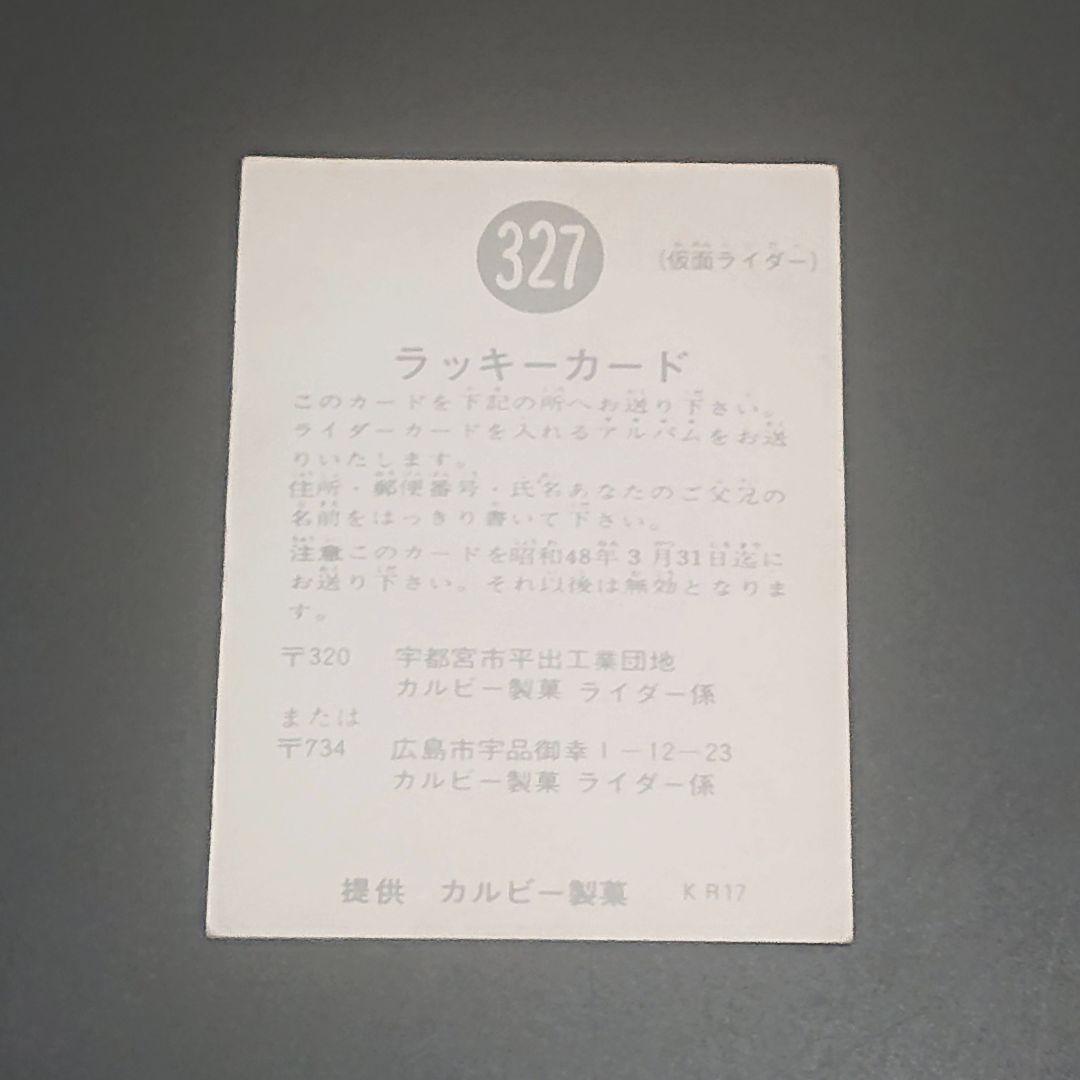 327
(仮面ライダー)
ラッキーカード
このカードを下記の所へお送り下さい。
ライダーカードを入れるアルバムをお送
りいたします。
住所・郵便番号・氏名あなたのご父兄の
名前をはっきり書いて下さい。
注意このカードを昭和48年3月31日迄に
お送り下さい。それ以後は無効となりま
す。
〒320 宇都宮市平出工業団地
カルビー製菓 ライダー係
または
〒734 広島市宇品御幸1-12-23
カルビー製菓 ライダー係
提供 カルビー製菓 KR17